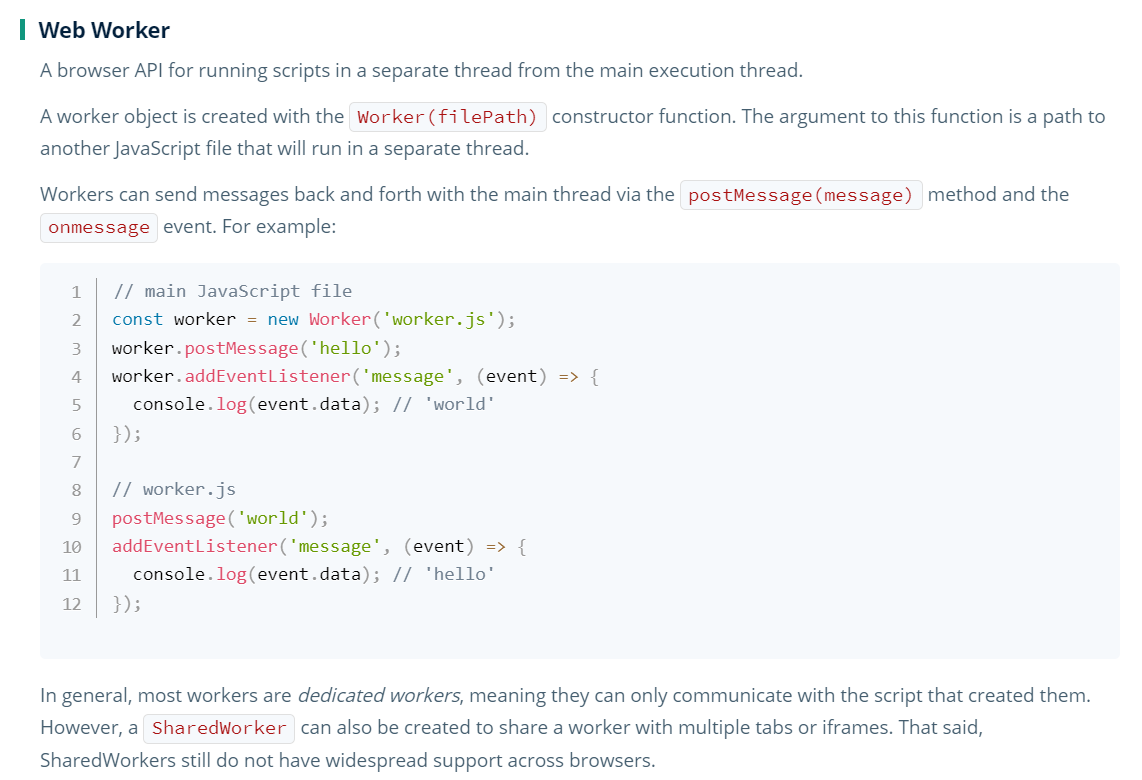 Web Worker
A browser API for running scripts in a separate thread from the main execution thread.
A worker object is created with the Worker(filePath) constructor function. The argument to this function is a path to
another JavaScript file that will run in a separate thread.
Workers can send messages back and forth with the main thread via the postMessage(message) method and the
onmessage event. For example:
1 // main JavaScript file
2 const worker = new Worker('worker.js');
3 worker.postMessage('hello');
4 worker.addEventListener('message', (event) => {
5   console.log(event.data); // 'world'
6 });
7
8 // worker.js
9 postMessage('world');
10 addEventListener('message', (event) => {
11   console.log(event.data); // 'hello'
12 });
In general, most workers are dedicated workers, meaning they can only communicate with the script that created them.
However, a SharedWorker can also be created to share a worker with multiple tabs or iframes. That said,
SharedWorkers still do not have widespread support across browsers.